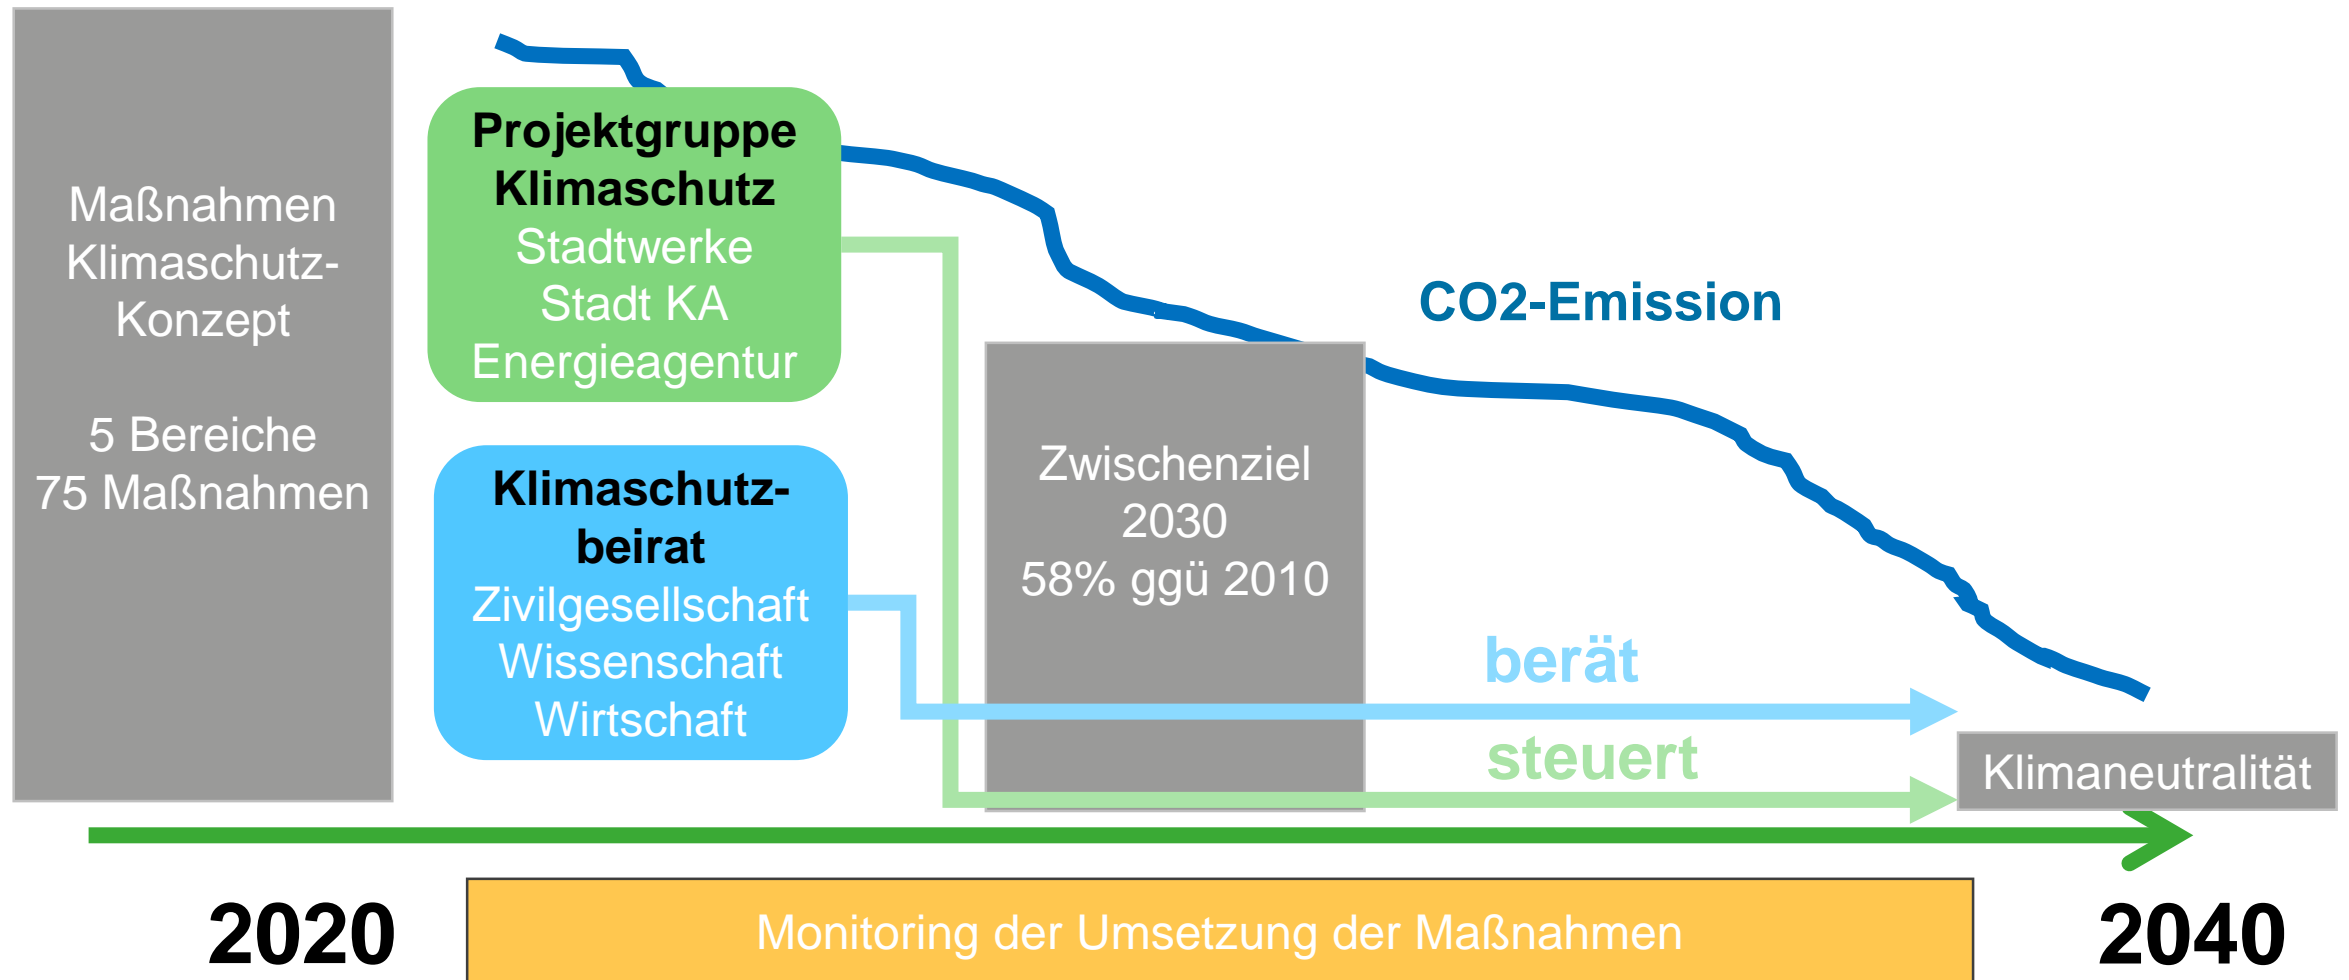 Maßnahmen
Klimaschutz-
Konzept
5 Bereiche
75 Maßnahmen
Projektgruppe
Klimaschutz
Stadtwerke
Stadt KA
Energieagentur
Klimaschutz-
beirat
Zivilgesellschaft
Wissenschaft
Wirtschaft
CO2-Emission
Zwischenziel
2030
58% ggü 2010
berät
steuert
Klimaneutralität
2020
Monitoring der Umsetzung der Maßnahmen
2040